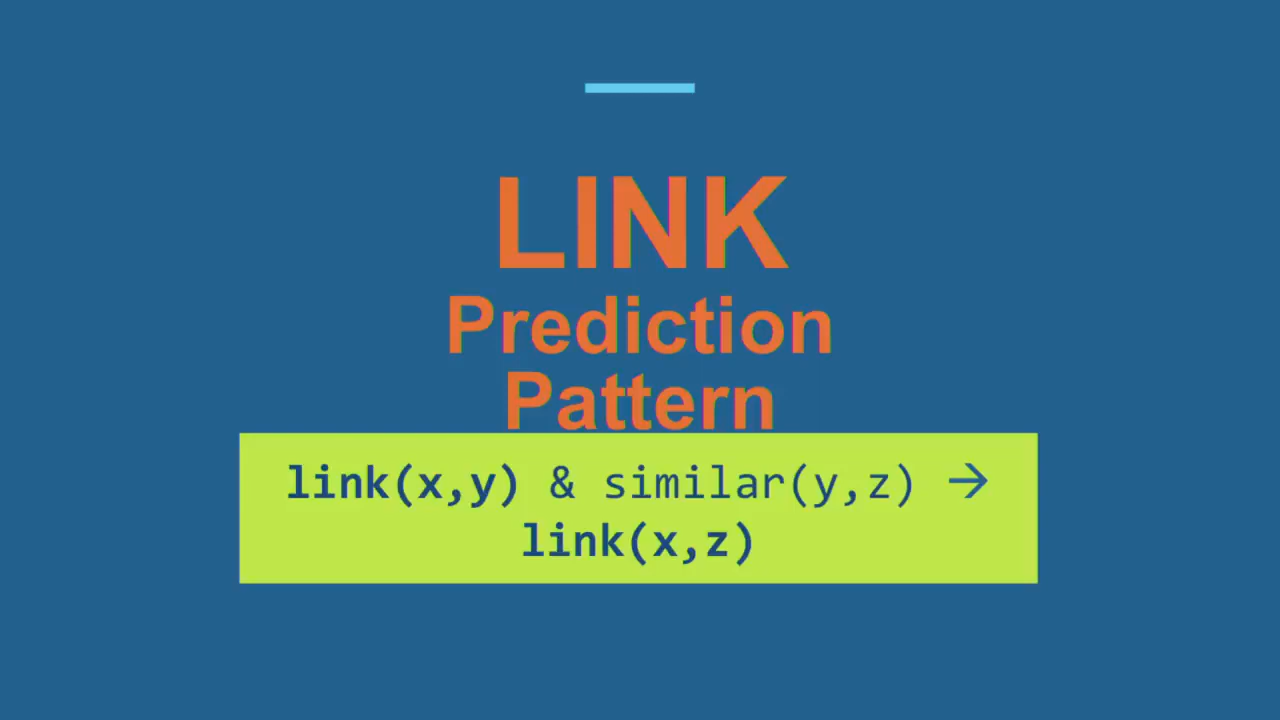 LINK
Prediction
Pattern
link(x,y) & similar(y,z) →
link(x,z)